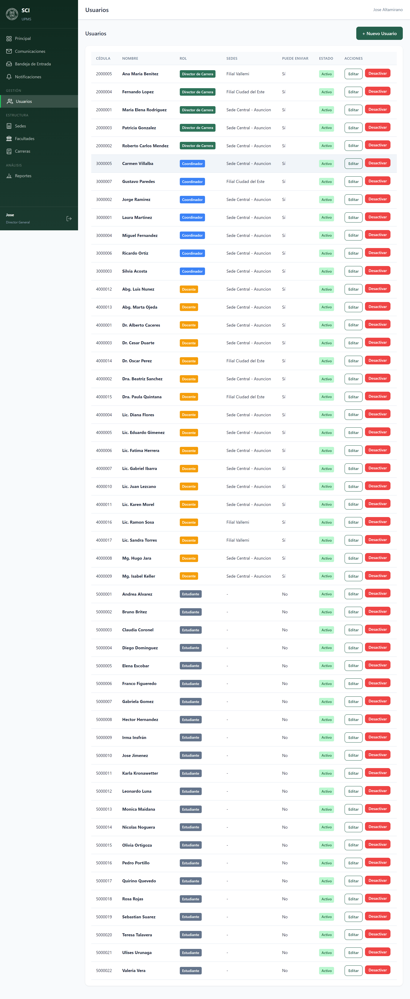 SCI
UPMS
Principal
Comunicaciones
Bandeja de Entrada
Notificaciones
GESTIÓN
Usuarios
ESTRUCTURA
Sedes
Facultades
Carreras
ANÁLISIS
Reportes
Jose
Director General
Usuarios
Jose Altamirano
Usuarios
+ Nuevo Usuario
CÉDULA NOMBRE ROL SEDES PUEDE ENVIAR ESTADO ACCIONES
2000005 Ana Maria Benitez Director de Carrera Filial Vallemi Sí Activo Editar Desactivar
2000004 Fernando Lopez Director de Carrera Filial Ciudad del Este Sí Activo Editar Desactivar
2000001 Maria Elena Rodriguez Director de Carrera Sede Central - Asuncion Sí Activo Editar Desactivar
2000003 Patricia Gonzalez Director de Carrera Sede Central - Asuncion Sí Activo Editar Desactivar
2000002 Roberto Carlos Mendez Director de Carrera Sede Central - Asuncion Sí Activo Editar Desactivar
3000005 Carmen Villalba Coordinador Sede Central - Asuncion Sí Activo Editar Desactivar
3000007 Gustavo Paredes Coordinador Filial Ciudad del Este Sí Activo Editar Desactivar
3000002 Jorge Ramirez Coordinador Sede Central - Asuncion Sí Activo Editar Desactivar
3000001 Laura Martinez Coordinador Sede Central - Asuncion Sí Activo Editar Desactivar
3000004 Miguel Fernandez Coordinador Sede Central - Asuncion Sí Activo Editar Desactivar
3000006 Ricardo Ortiz Coordinador Sede Central - Asuncion Sí Activo Editar Desactivar
3000003 Silvia Acosta Coordinador Sede Central - Asuncion Sí Activo Editar Desactivar
4000012 Abg. Luis Nunez Docente Sede Central - Asuncion Sí Activo Editar Desactivar
4000013 Abg. Marta Ojeda Docente Sede Central - Asuncion Sí Activo Editar Desactivar
4000001 Dr. Alberto Caceres Docente Sede Central - Asuncion Sí Activo Editar Desactivar
4000003 Dr. Cesar Duarte Docente Sede Central - Asuncion Sí Activo Editar Desactivar
4000014 Dr. Oscar Perez Docente Filial Ciudad del Este Sí Activo Editar Desactivar
4000002 Dra. Beatriz Sanchez Docente Sede Central - Asuncion Sí Activo Editar Desactivar
4000015 Dra. Paula Quintana Docente Filial Ciudad del Este Sí Activo Editar Desactivar
4000004 Lic. Diana Flores Docente Sede Central - Asuncion Sí Activo Editar Desactivar
4000005 Lic. Eduardo Gimenez Docente Sede Central - Asuncion Sí Activo Editar Desactivar
4000006 Lic. Fatima Herrera Docente Sede Central - Asuncion Sí Activo Editar Desactivar
4000007 Lic. Gabriel Ibarra Docente Sede Central - Asuncion Sí Activo Editar Desactivar
4000010 Lic. Juan Lezcano Docente Sede Central - Asuncion Sí Activo Editar Desactivar
4000011 Lic. Karen Morel Docente Sede Central - Asuncion Sí Activo Editar Desactivar
4000016 Lic. Ramon Sosa Docente Filial Vallemi Sí Activo Editar Desactivar
4000017 Lic. Sandra Torres Docente Filial Vallemi Sí Activo Editar Desactivar
4000008 Mg. Hugo Jara Docente Sede Central - Asuncion Sí Activo Editar Desactivar
4000009 Mg. Isabel Keller Docente Sede Central - Asuncion Sí Activo Editar Desactivar
5000001 Andrea Alvarez Estudiante - No Activo Editar Desactivar
5000002 Bruno Britez Estudiante - No Activo Editar Desactivar
5000003 Claudia Coronel Estudiante - No Activo Editar Desactivar
5000004 Diego Dominguez Estudiante - No Activo Editar Desactivar
5000005 Elena Escobar Estudiante - No Activo Editar Desactivar
5000006 Franco Figueredo Estudiante - No Activo Editar Desactivar
5000007 Gabriela Gomez Estudiante - No Activo Editar Desactivar
5000008 Hector Hernandez Estudiante - No Activo Editar Desactivar
5000009 Irma Insfrán Estudiante - No Activo Editar Desactivar
5000010 Jose Jimenez Estudiante - No Activo Editar Desactivar
5000011 Karla Kronawetter Estudiante - No Activo Editar Desactivar
5000012 Leonardo Luna Estudiante - No Activo Editar Desactivar
5000013 Monica Maidana Estudiante - No Activo Editar Desactivar
5000014 Nicolas Noguera Estudiante - No Activo Editar Desactivar
5000015 Olivia Ortigoza Estudiante - No Activo Editar Desactivar
5000016 Pedro Portillo Estudiante - No Activo Editar Desactivar
5000017 Quirino Quevedo Estudiante - No Activo Editar Desactivar
5000018 Rosa Rojas Estudiante - No Activo Editar Desactivar
5000019 Sebastian Suarez Estudiante - No Activo Editar Desactivar
5000020 Teresa Talavera Estudiante - No Activo Editar Desactivar
5000021 Ulises Urunaga Estudiante - No Activo Editar Desactivar
5000022 Valeria Vera Estudiante - No Activo Editar Desactivar